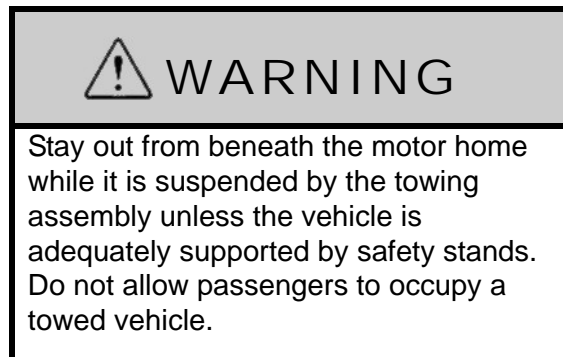 WARNING
Stay out from beneath the motor home
while it is suspended by the towing
assembly unless the vehicle is
adequately supported by safety stands.
Do not allow passengers to occupy a
towed vehicle.